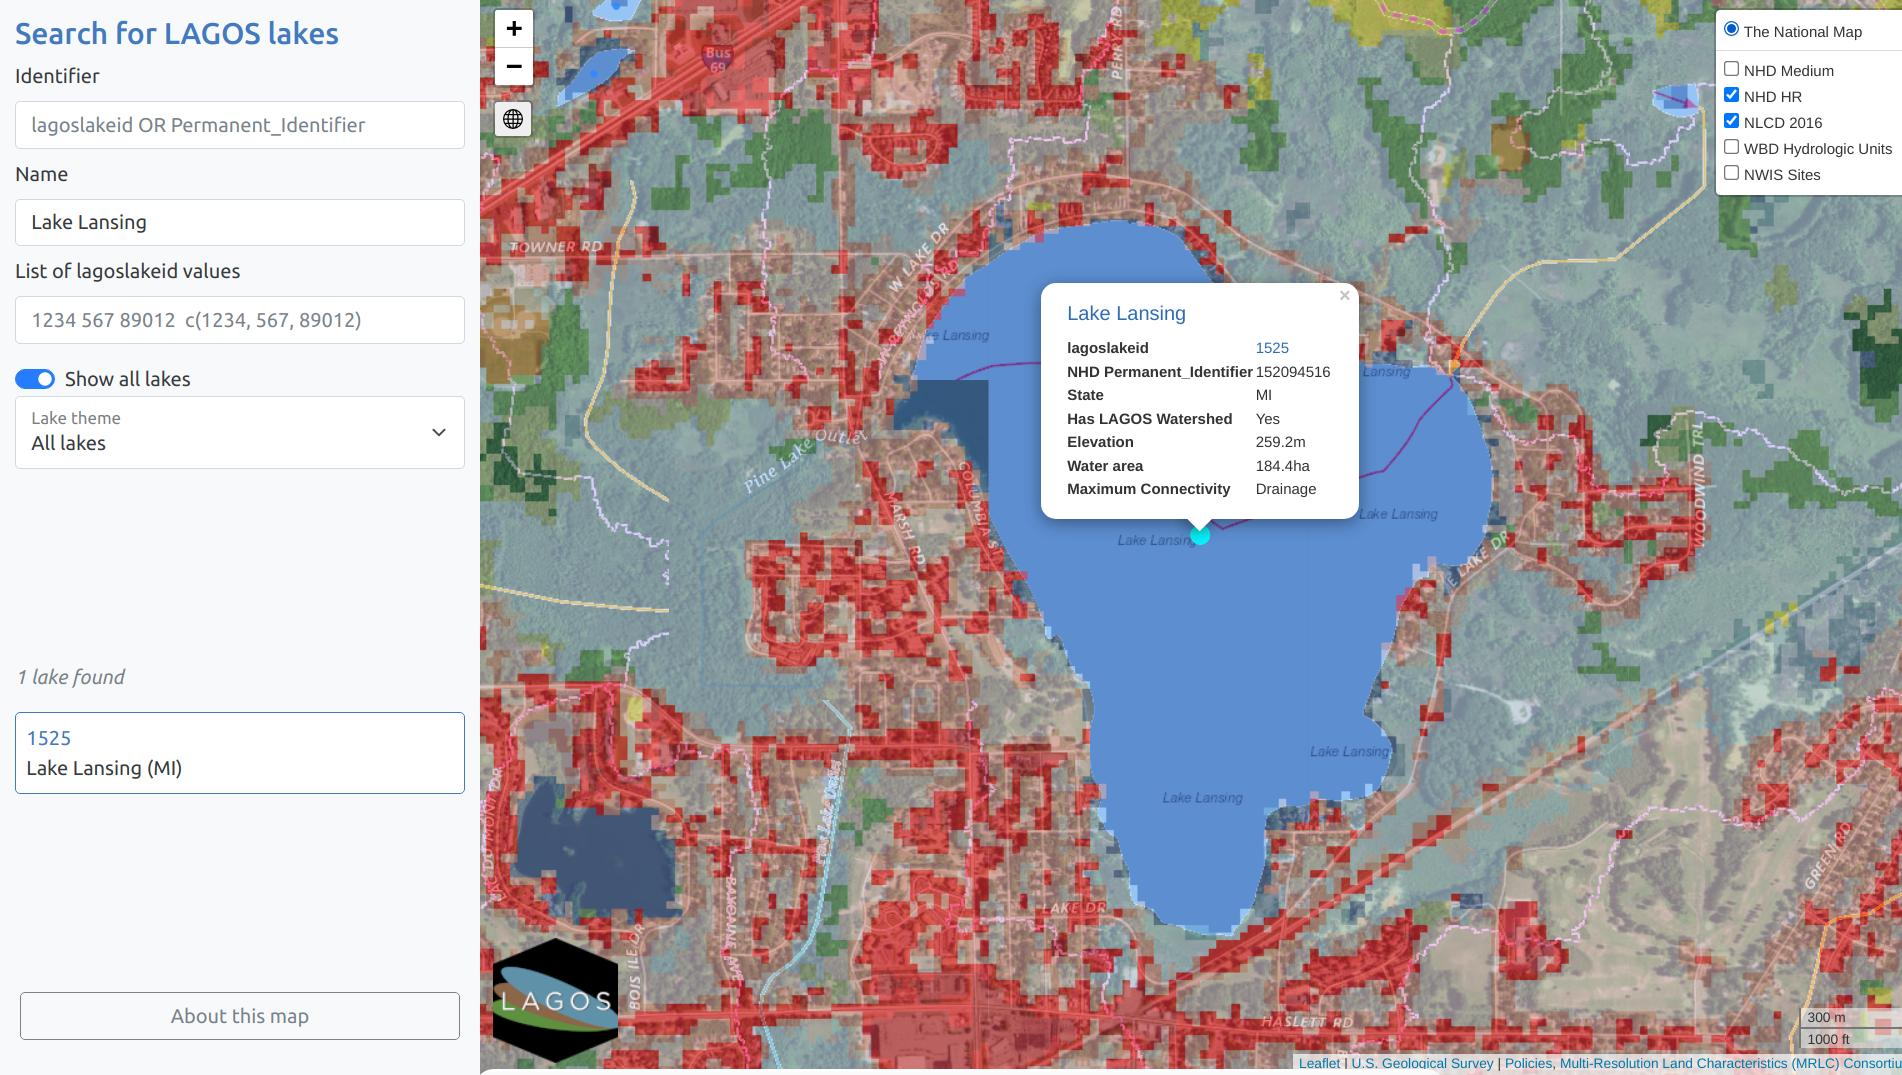 Search for LAGOS lakes
Identifier
lagoslakeid OR Permanent_Identifier
Name
Lake Lansing
List of lagoslakeid values
1234 567 89012  c(1234, 567, 89012)
Show all lakes
Lake theme
All lakes
1 lake found
1525
Lake Lansing (MI)
About this map
+
−
Bus
69
PERRY RD
TOWNER RD
W LAKE DR
Lake Lansing
Pine Lake Outlet
MARSH RD
COLUMBIA S
Lake Lansing
×
lagoslakeid 1525
NHD Permanent_Identifier 152094516
State MI
Has LAGOS Watershed Yes
Elevation 259.2m
Water area 184.4ha
Maximum Connectivity Drainage
Lansing
Lake Lansing
Lake Lansing
E LAKE DR
WOODWIND TRL
Lake Lansing
Lake Lansing
LAKE DR
BOIS ILE DR
HASLETT RD
GREEN RD
LAGOS
The National Map
NHD Medium
NHD HR
NLCD 2016
WBD Hydrologic Units
NWIS Sites
300 m
1000 ft
Leaflet | U.S. Geological Survey | Policies, Multi-Resolution Land Characteristics (MRLC) Consortiu